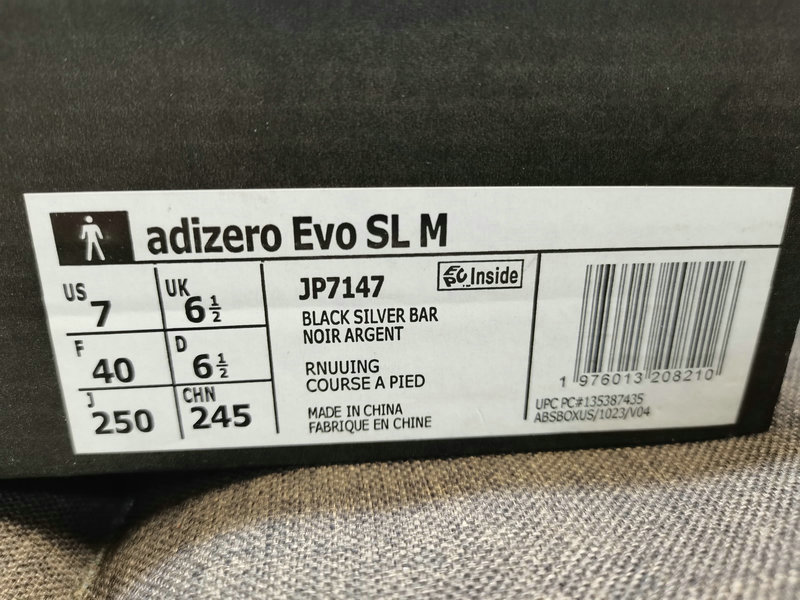 adizero Evo SL M
US 7
UK 6 1/2
F 40
D 6 1/2
J 250
CHN 245
JP7147
Inside
BLACK SILVER BAR
NOIR ARGENT
RNUUING
COURSE A PIED
MADE IN CHINA
FABRIQUE EN CHINE
1 976013 208210
UPC PC#135387435
ABSBOXUS/1023/V04